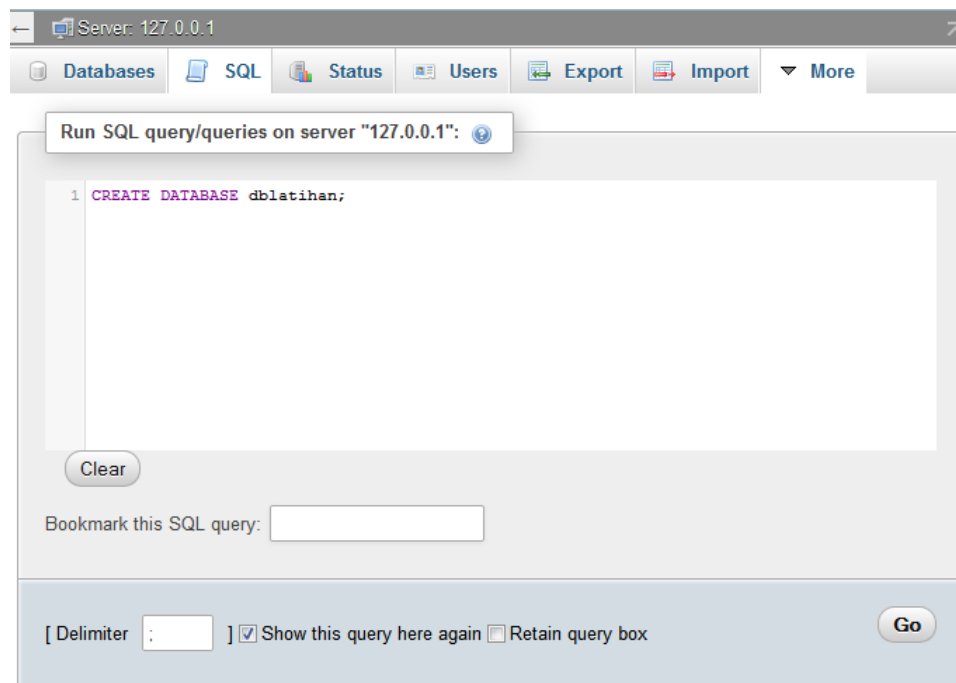 Server: 127.0.0.1
Databases SQL Status Users Export Import More
Run SQL query/queries on server "127.0.0.1":
1 CREATE DATABASE dblatihan;
Clear
Bookmark this SQL query:
[ Delimiter ; ] Show this query here again Retain query box
Go